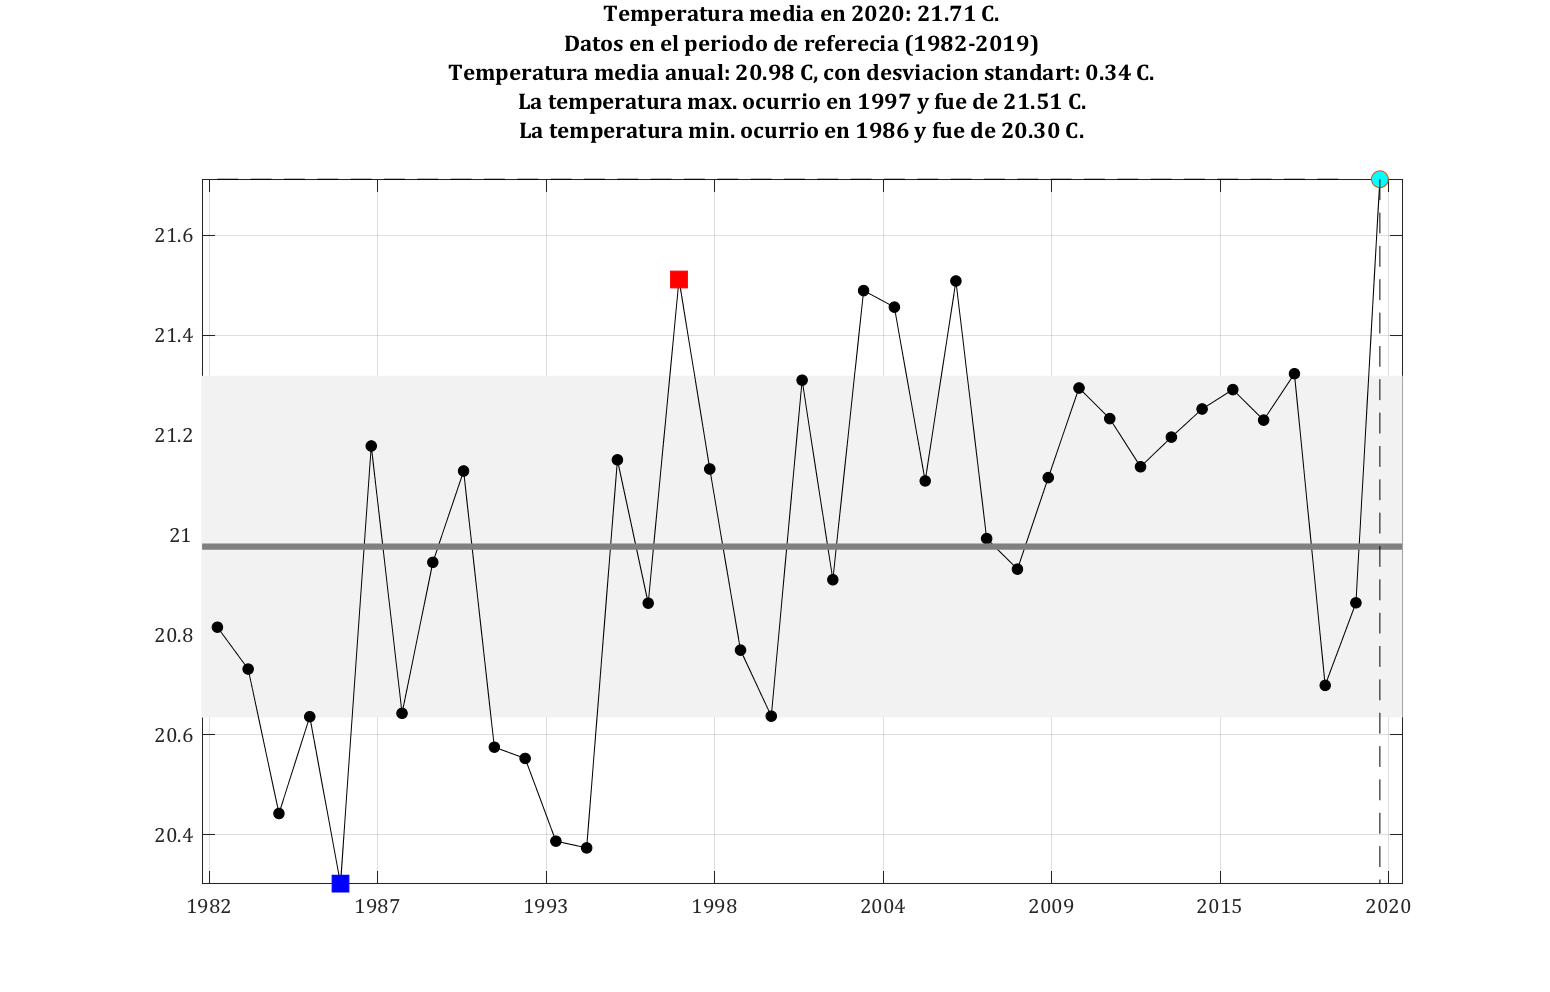 Temperatura media en 2020: 21.71 C.
Datos en el periodo de referecia (1982-2019)
Temperatura media anual: 20.98 C, con desviacion standart: 0.34 C.
La temperatura max. ocurrio en 1997 y fue de 21.51 C.
La temperatura min. ocurrio en 1986 y fue de 20.30 C.
21.6
21.4
21.2
21
20.8
20.6
20.4
1982 1987 1993 1998 2004 2009 2015 2020